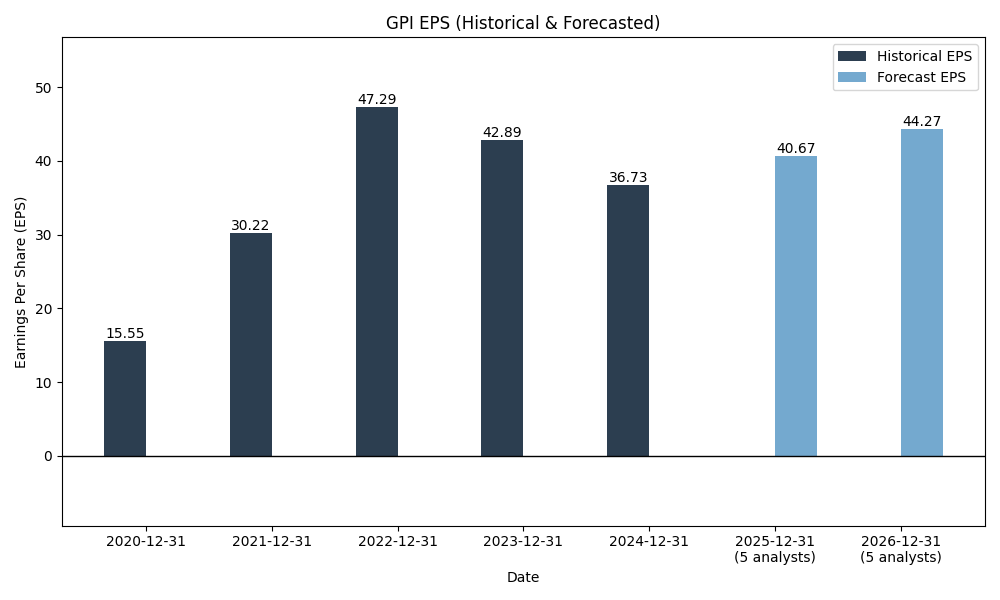 GPI EPS (Historical & Forecasted)
Historical EPS
Forecast EPS
Earnings Per Share (EPS)
50
40
30
20
10
0
15.55
30.22
47.29
42.89
36.73
40.67
44.27
2020-12-31
2021-12-31
2022-12-31
2023-12-31
2024-12-31
2025-12-31
(5 analysts)
2026-12-31
(5 analysts)
Date